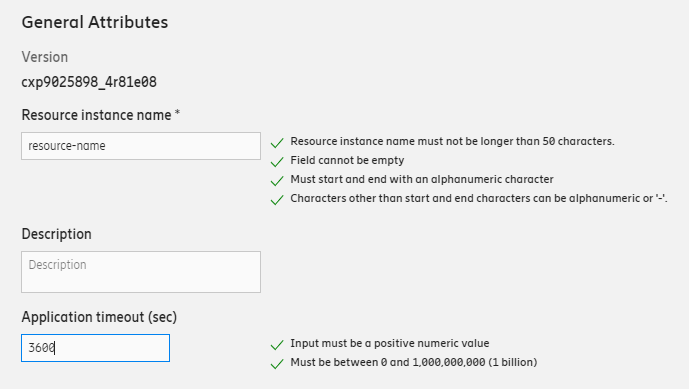 General Attributes
Version
cxp9025898_4r81e08
Resource instance name *
resource-name
Resource instance name must not be longer than 50 characters.
Field cannot be empty
Must start and end with an alphanumeric character
Characters other than start and end characters can be alphanumeric or '-'.
Description
Description
Application timeout (sec)
3600
Input must be a positive numeric value
Must be between 0 and 1,000,000,000 (1 billion)